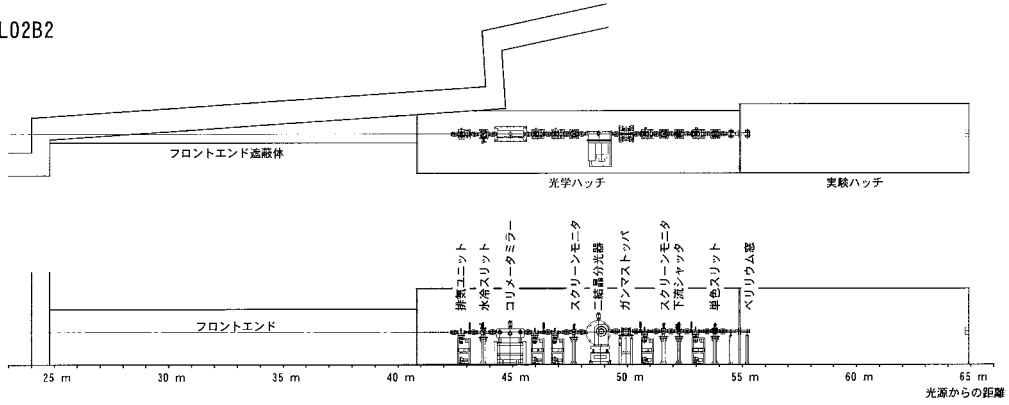 L02B2
フロントエンド遮蔽体
光学ハッチ
実験ハッチ
排気ユニット
水冷スリット
コリメータミラー
スクリーンモニタ
二結晶分光器
ガンマストッパ
スクリーンモニタ
下流シャッタ
単色スリット
ベリリウム窓
フロントエンド
25 m
30 m
35 m
40 m
45 m
50 m
55 m
60 m
65 m
光源からの距離